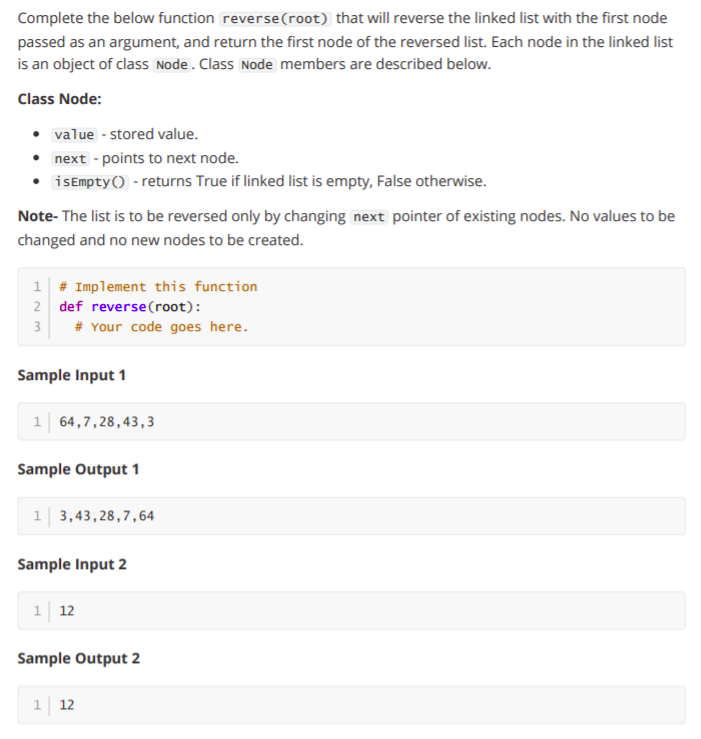 Complete the below function reverse(root) that will reverse the linked list with the first node
passed as an argument, and return the first node of the reversed list. Each node in the linked list
is an object of class Node. Class Node members are described below.
Class Node:
• value - stored value.
• next - points to next node.
• isEmpty() - returns True if linked list is empty, False otherwise.
Note- The list is to be reversed only by changing next pointer of existing nodes. No values to be
changed and no new nodes to be created.
1 # Implement this function
2 def reverse(root):
3   # Your code goes here.
Sample Input 1
1 64,7,28,43,3
Sample Output 1
1 3,43,28,7,64
Sample Input 2
1 12
Sample Output 2
1 12